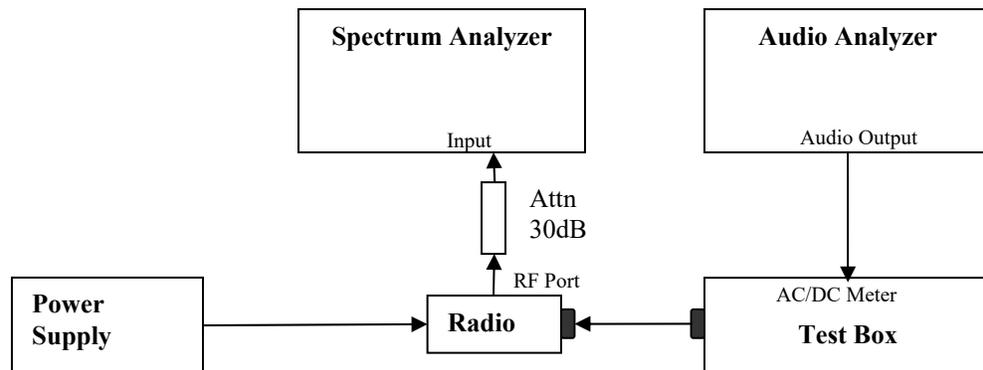 Spectrum Analyzer
Input
Audio Analyzer
Audio Output
Attn
30dB
RF Port
Power
Supply
Radio
AC/DC Meter
Test Box